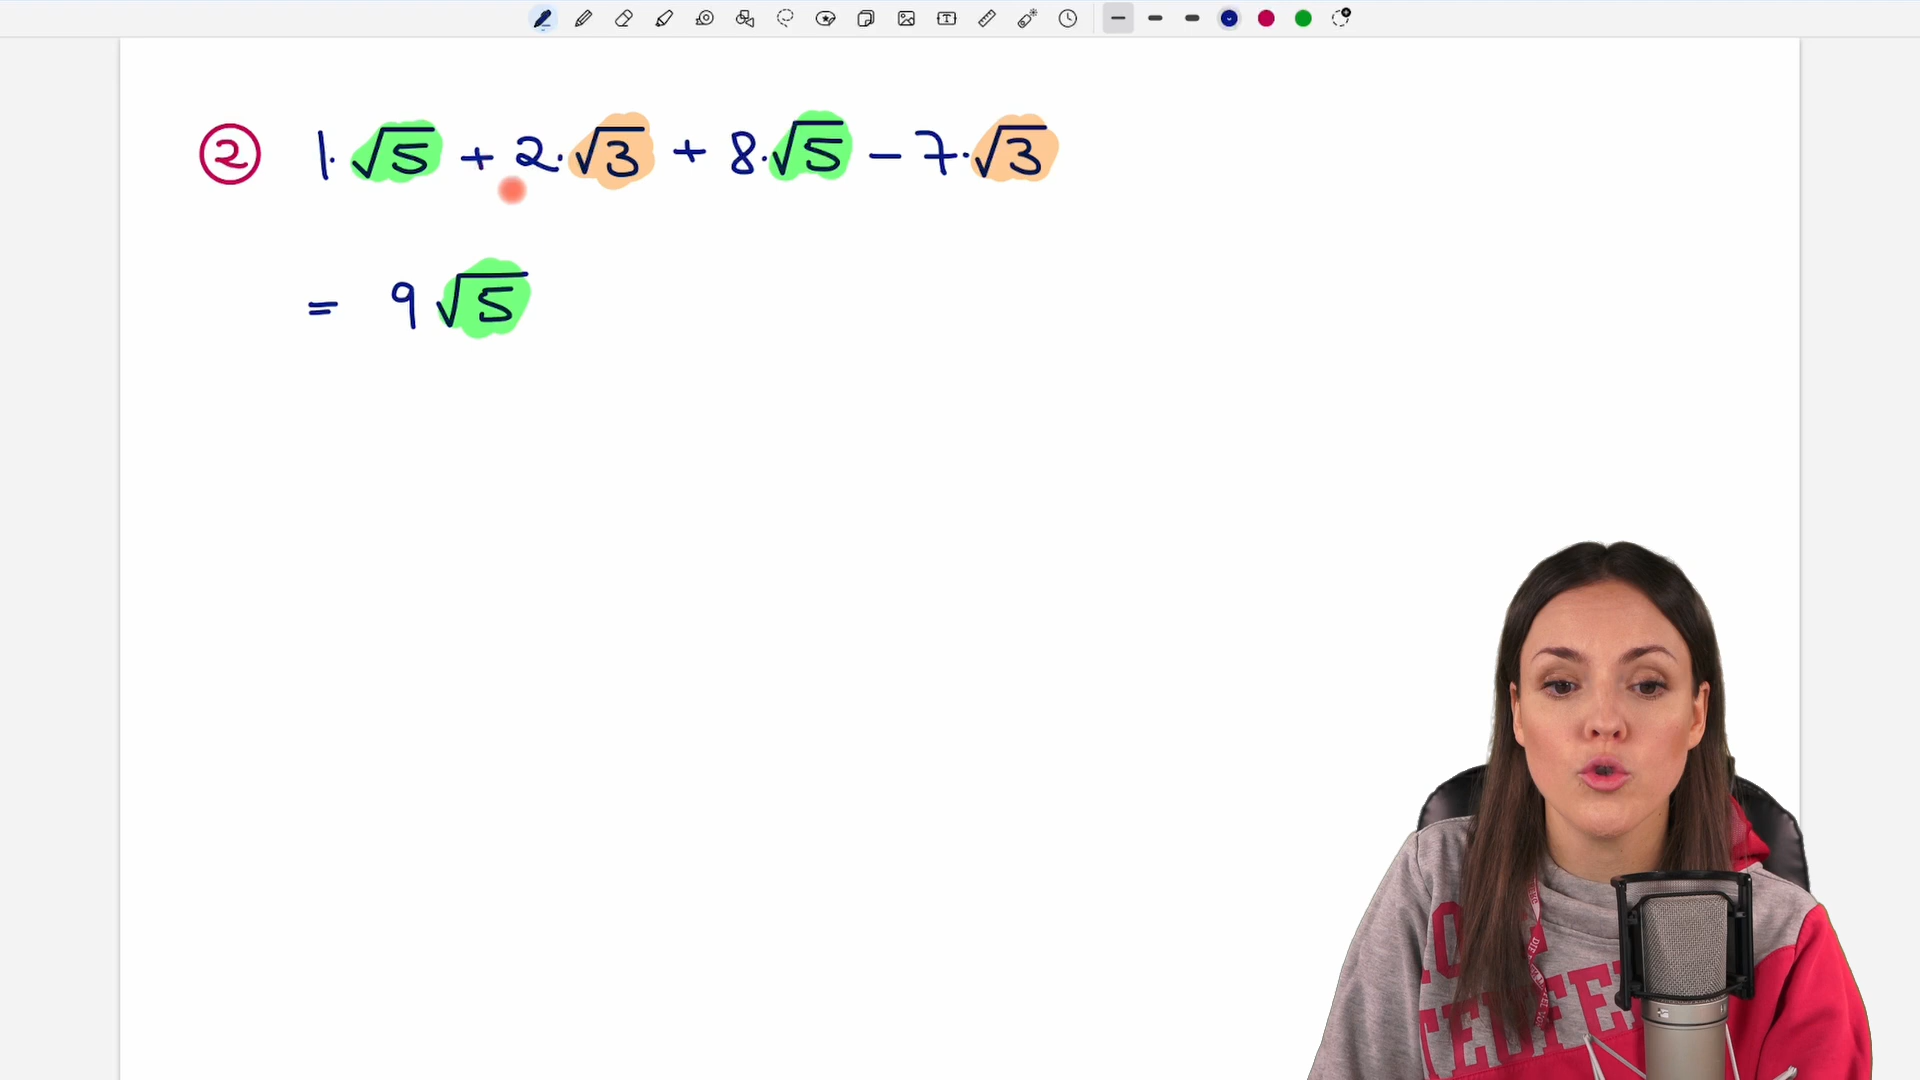 ② 1·√5 + 2·√3 + 8·√5 − 7·√3
= 9 √5